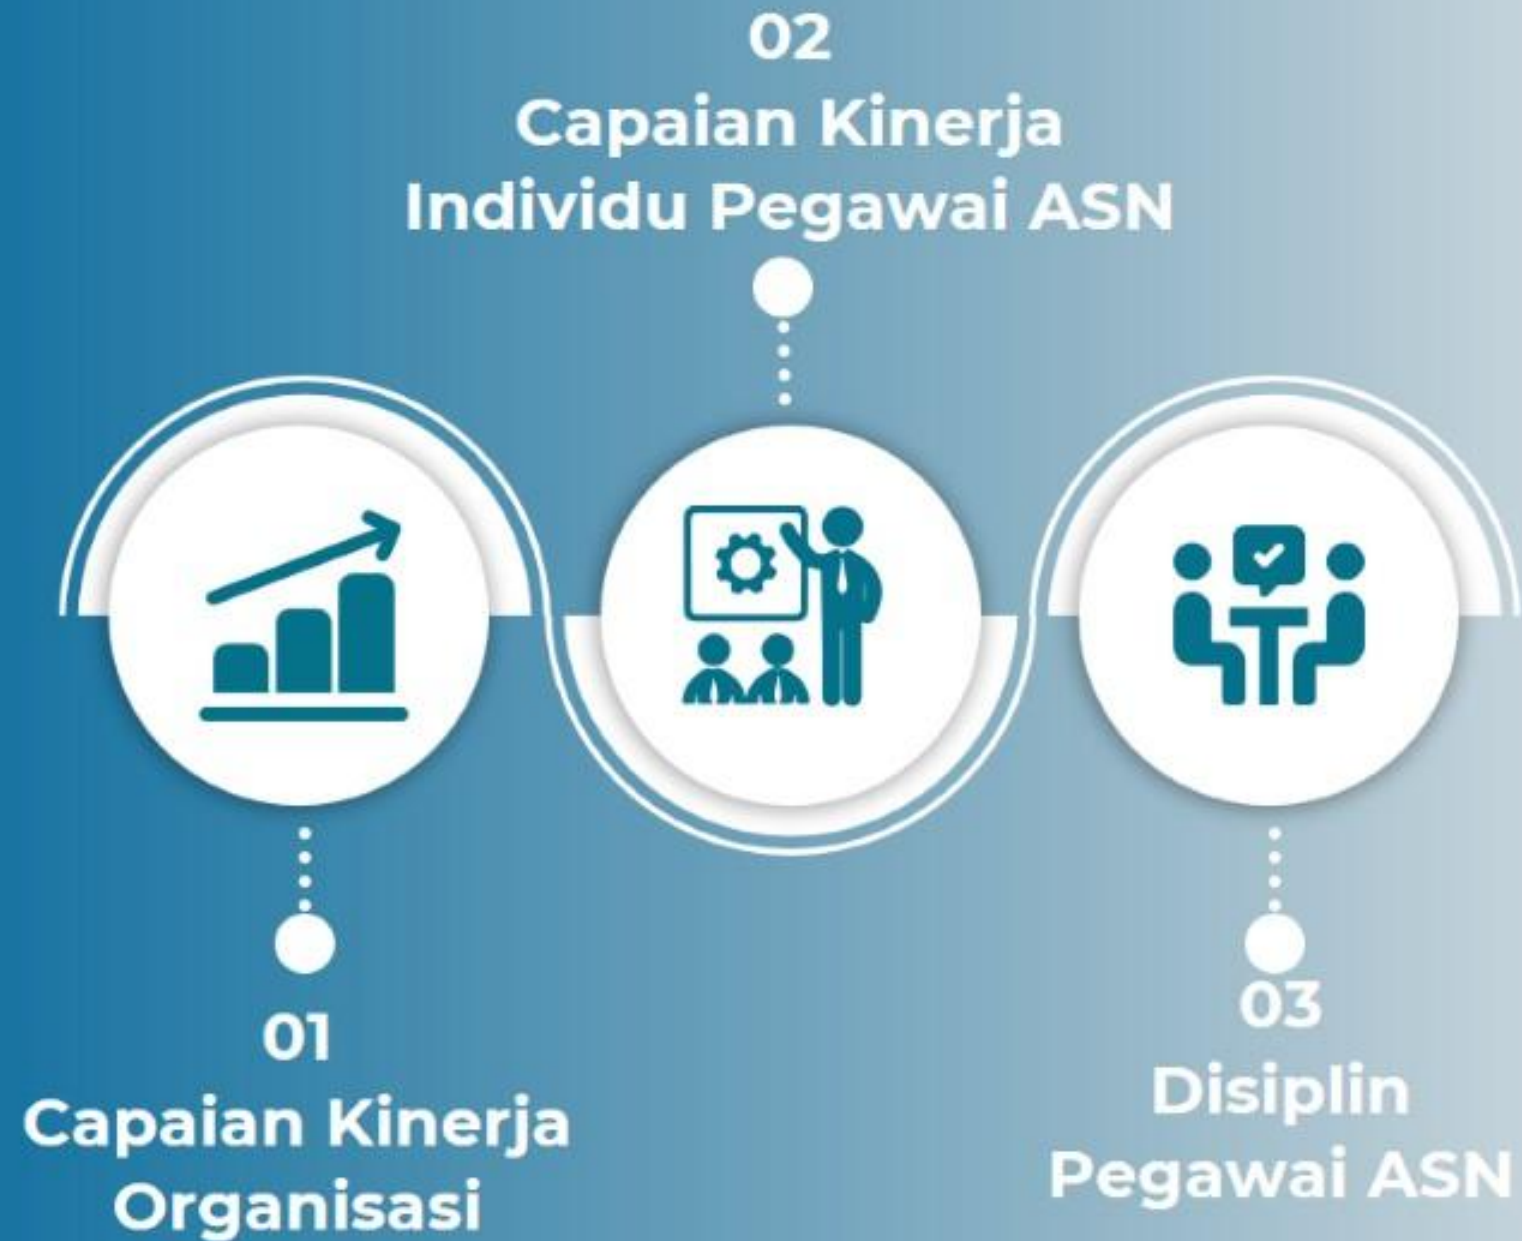 02
Capaian Kinerja
Individu Pegawai ASN
01
Capaian Kinerja
Organisasi
03
Disiplin
Pegawai ASN